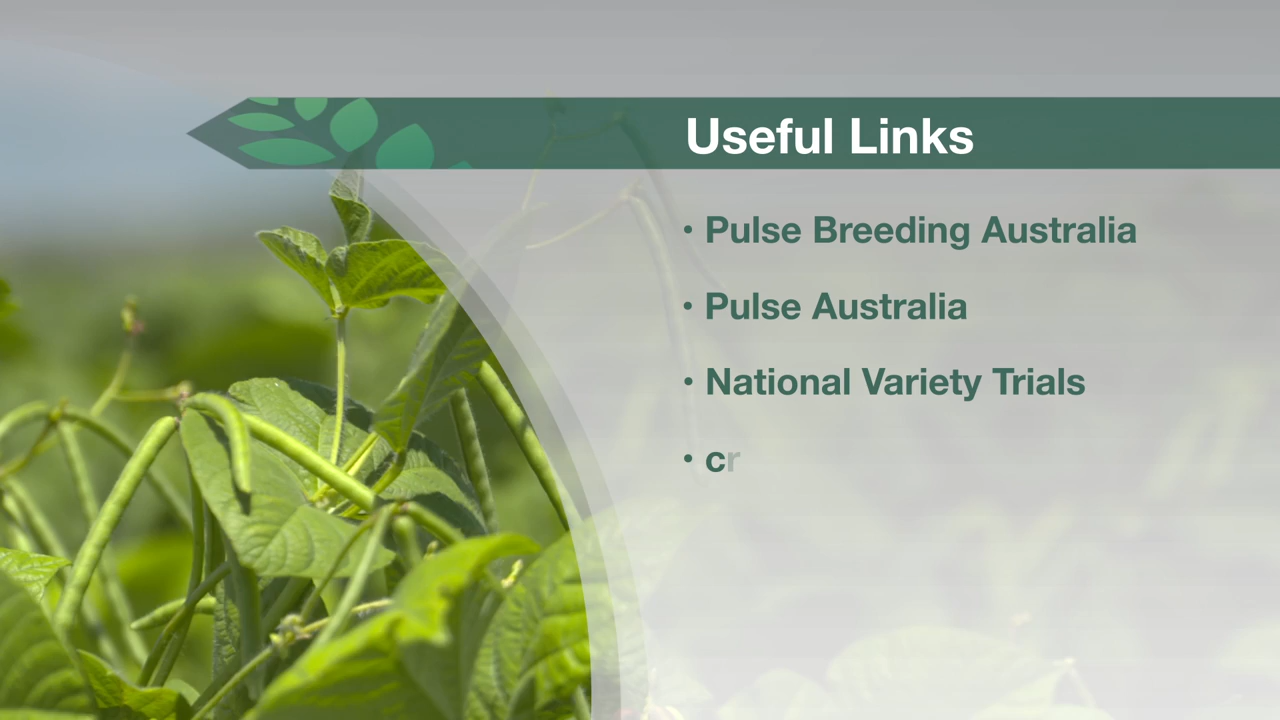 Useful Links
• Pulse Breeding Australia
• Pulse Australia
• National Variety Trials
• cr